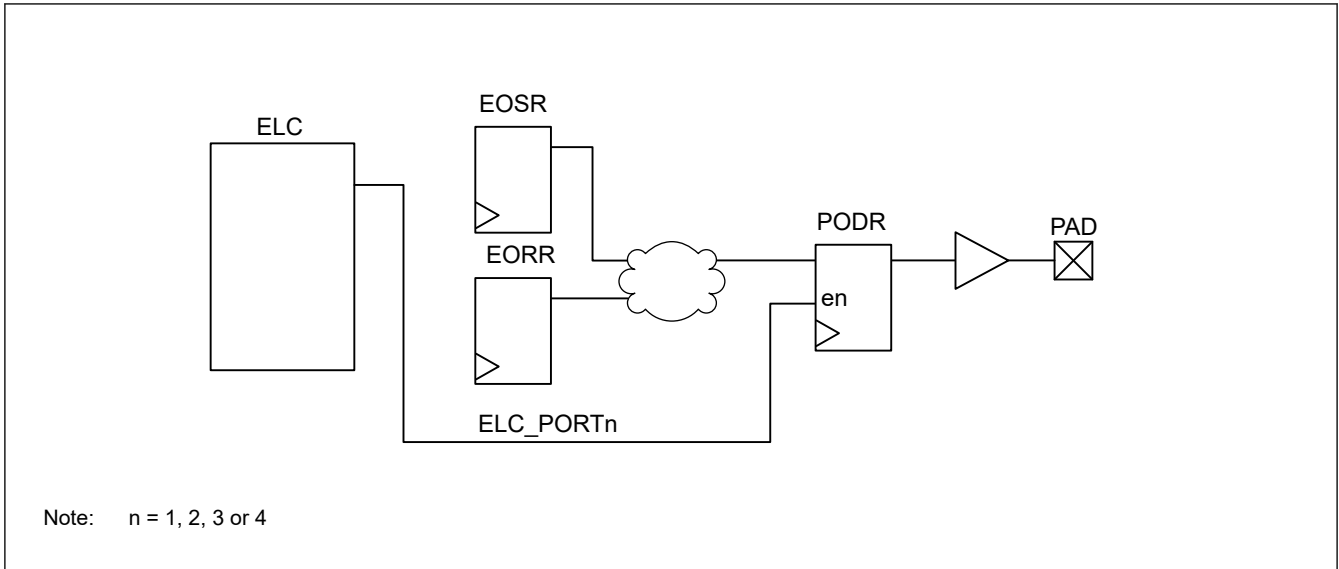 EOSR
ELC
PODR
PAD
EORR
en
ELC_PORTn
Note: n = 1, 2, 3 or 4